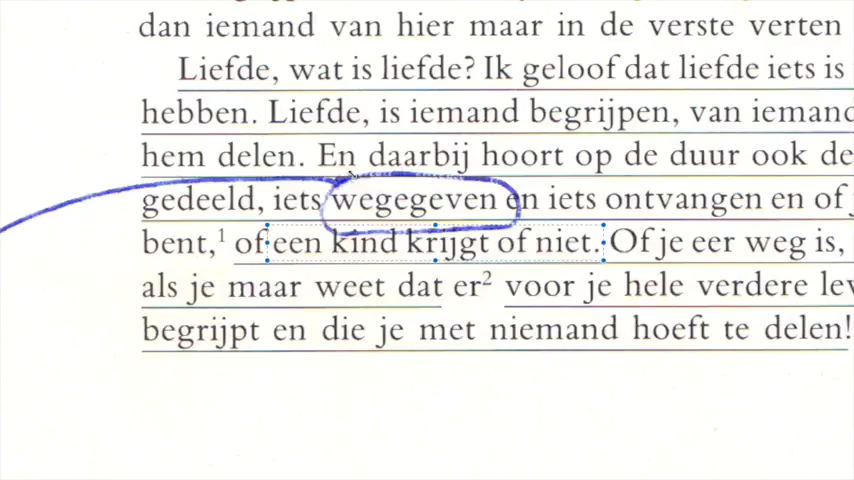 dan iemand van hier maar in de verste verten
Liefde, wat is liefde? Ik geloof dat liefde iets is
hebben. Liefde, is iemand begrijpen, van iemand
hem delen. En daarbij hoort op de duur ook de
gedeeld, iets wegegeven en iets ontvangen en of
bent,¹ of een kind krijgt of niet. Of je eer weg is,
als je maar weet dat er² voor je hele verdere lev
begrijpt en die je met niemand hoeft te delen!